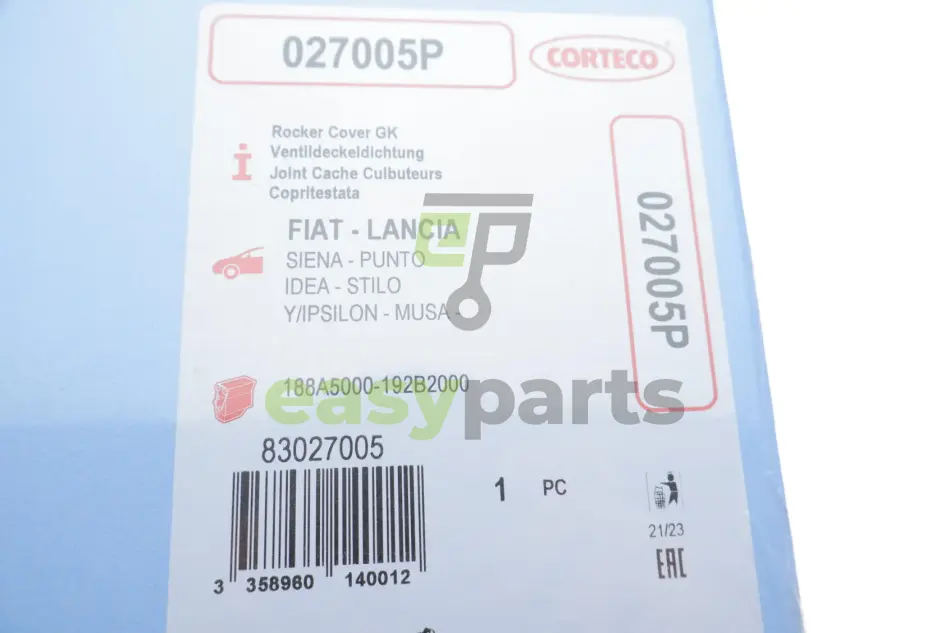 027005P
CORTECO
Rocker Cover GK
Ventildeckeldichtung
Joint Cache Culbuteurs
Copritestata
FIAT - LANCIA
SIENA - PUNTO
IDEA - STILO
Y/IPSILON - MUSA -
027005P
188A5000-192B2000
easyparts
83027005
1 PC
21/23
EAC
3 358960 140012